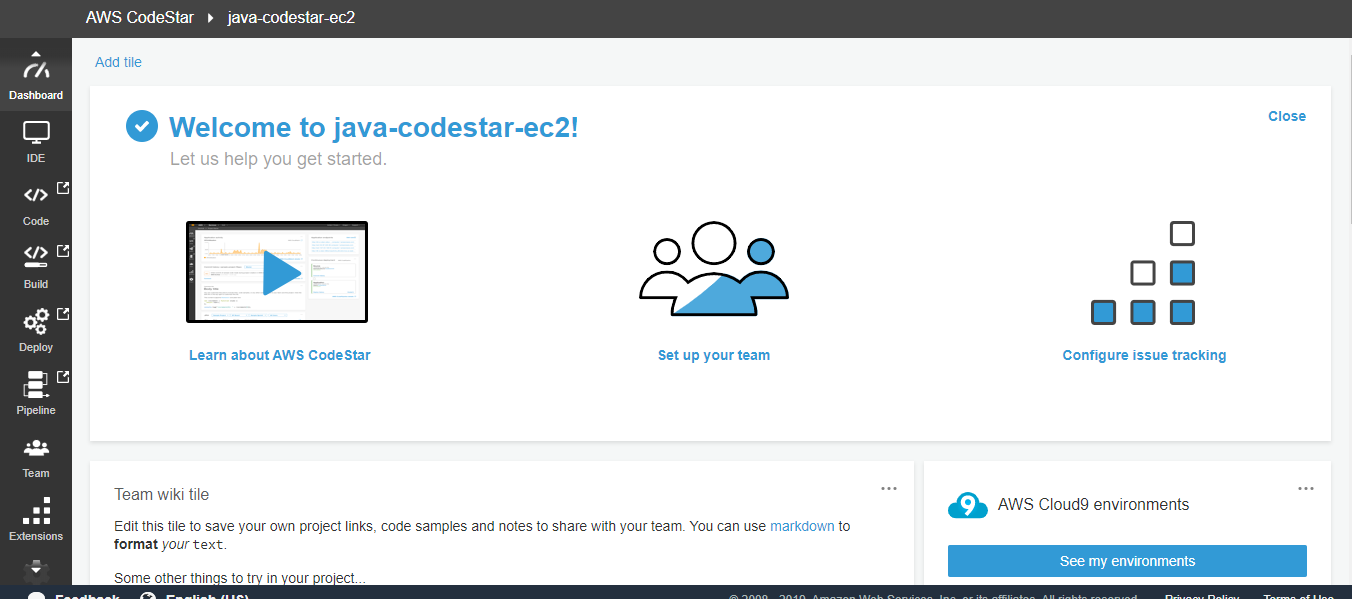 AWS CodeStar java-codestar-ec2
Dashboard
IDE
Code
Build
Deploy
Pipeline
Team
Extensions
Add tile
Welcome to java-codestar-ec2!
Close
Let us help you get started.
Learn about AWS CodeStar
Set up your team
Configure issue tracking
Team wiki tile
Edit this tile to save your own project links, code samples and notes to share with your team. You can use markdown to
format your text.
Some other things to try in your project...
9 AWS Cloud9 environments
See my environments
Feedback English (US) © 2008 - 2019, Amazon Web Services, Inc. or its affiliates. All rights reserved. Privacy Policy Terms of Use